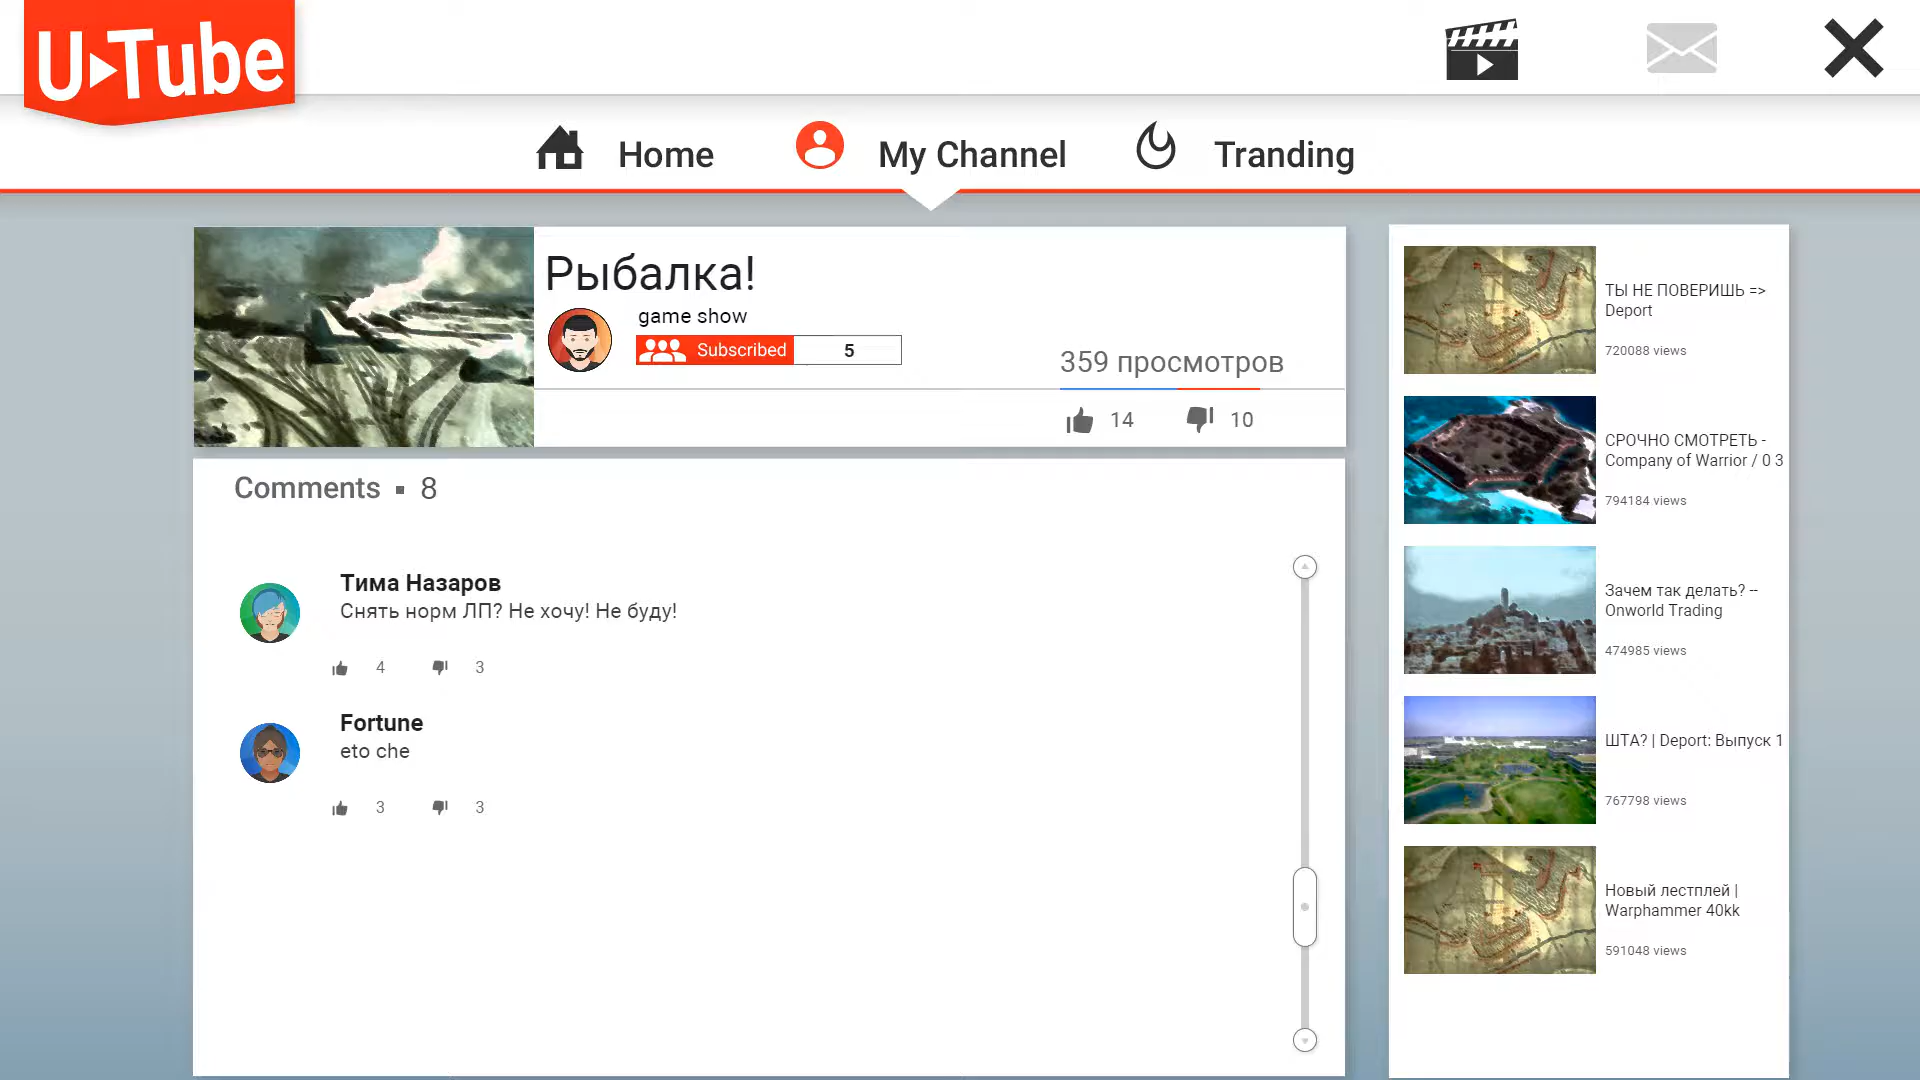 U Tube
Home
My Channel
Tranding
Рыбалка!
game show
Subscribed
5
359 просмотров
14
10
Comments ▪ 8
Тима Назаров
Снять норм ЛП? Не хочу! Не буду!
4
3
Fortune
eto che
3
3
ТЫ НЕ ПОВЕРИШЬ =>
Deport
720088 views
СРОЧНО СМОТРЕТЬ -
Company of Warrior / 0 3
794184 views
Зачем так делать? --
Onworld Trading
474985 views
ШТА? | Deport: Выпуск 1
767798 views
Новый лестплей |
Warphammer 40kk
591048 views